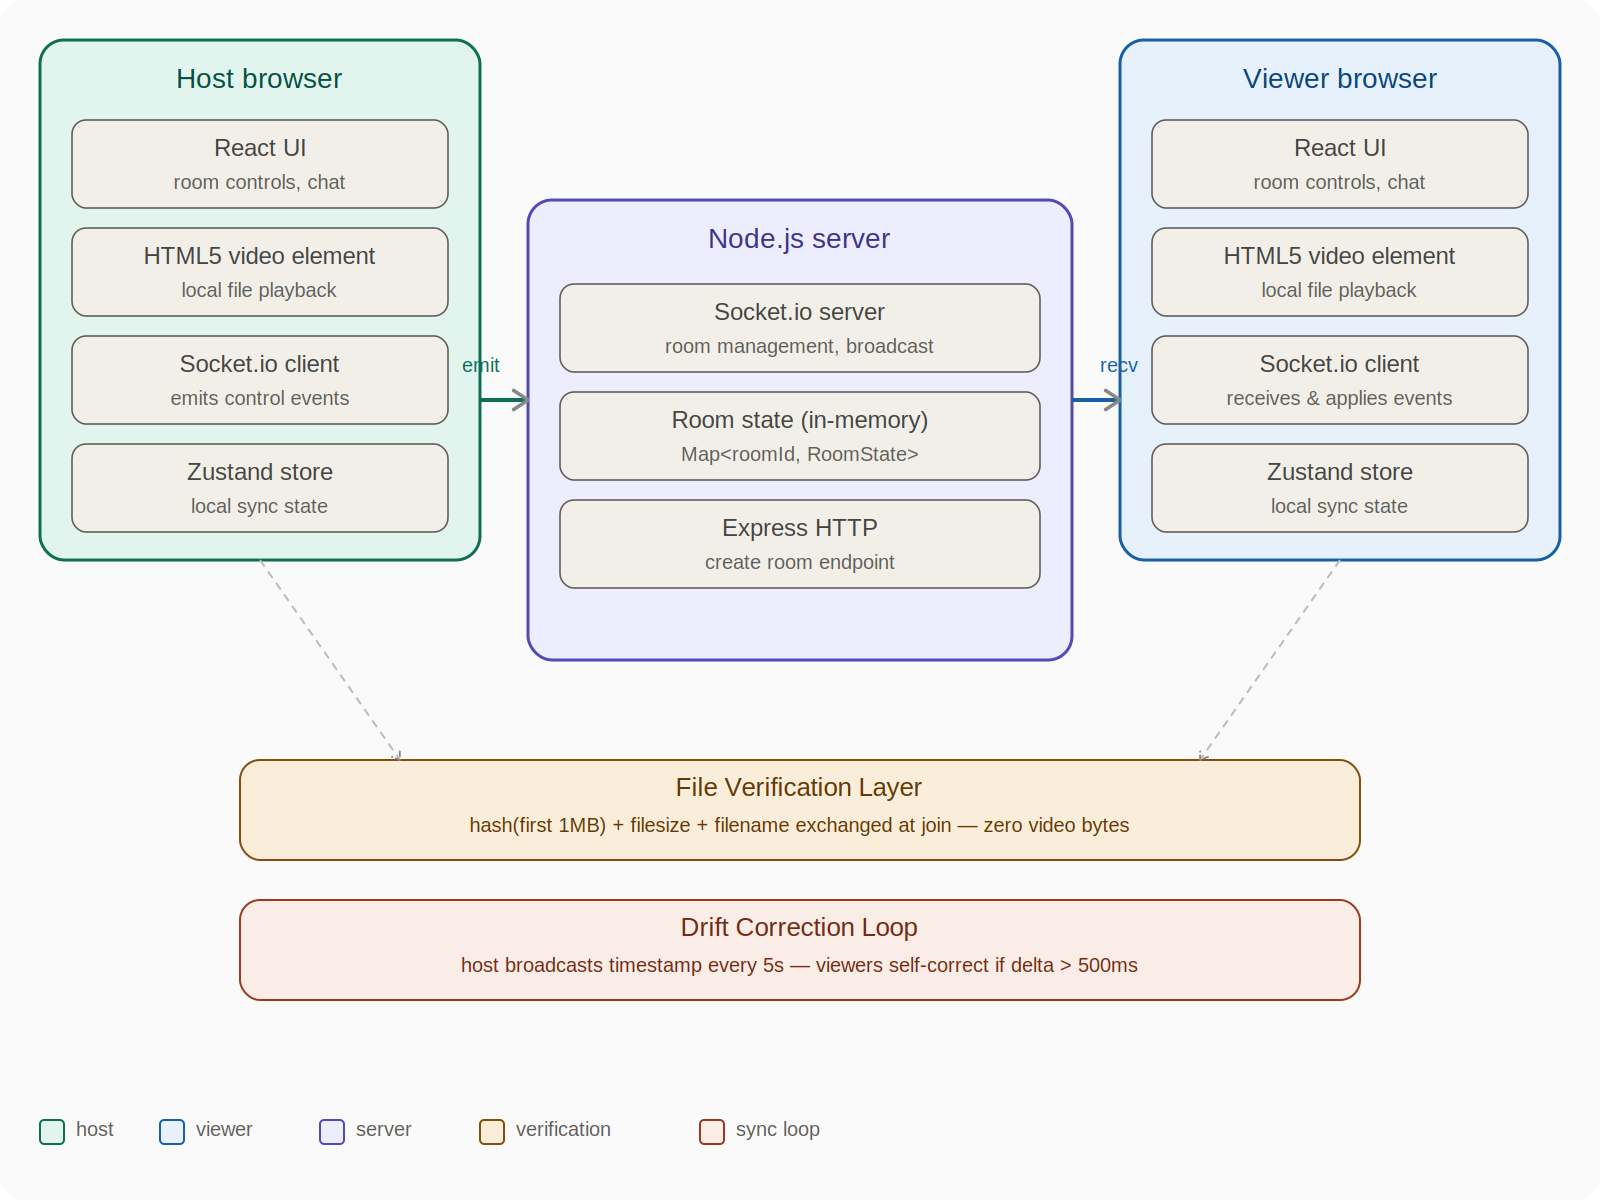 Host browser
React UI
room controls, chat
HTML5 video element
local file playback
Socket.io client
emits control events
Zustand store
local sync state
emit
Node.js server
Socket.io server
room management, broadcast
Room state (in-memory)
Map<roomId, RoomState>
Express HTTP
create room endpoint
recv
Viewer browser
React UI
room controls, chat
HTML5 video element
local file playback
Socket.io client
receives & applies events
Zustand store
local sync state
File Verification Layer
hash(first 1MB) + filesize + filename exchanged at join — zero video bytes
Drift Correction Loop
host broadcasts timestamp every 5s — viewers self-correct if delta > 500ms
host
viewer
server
verification
sync loop